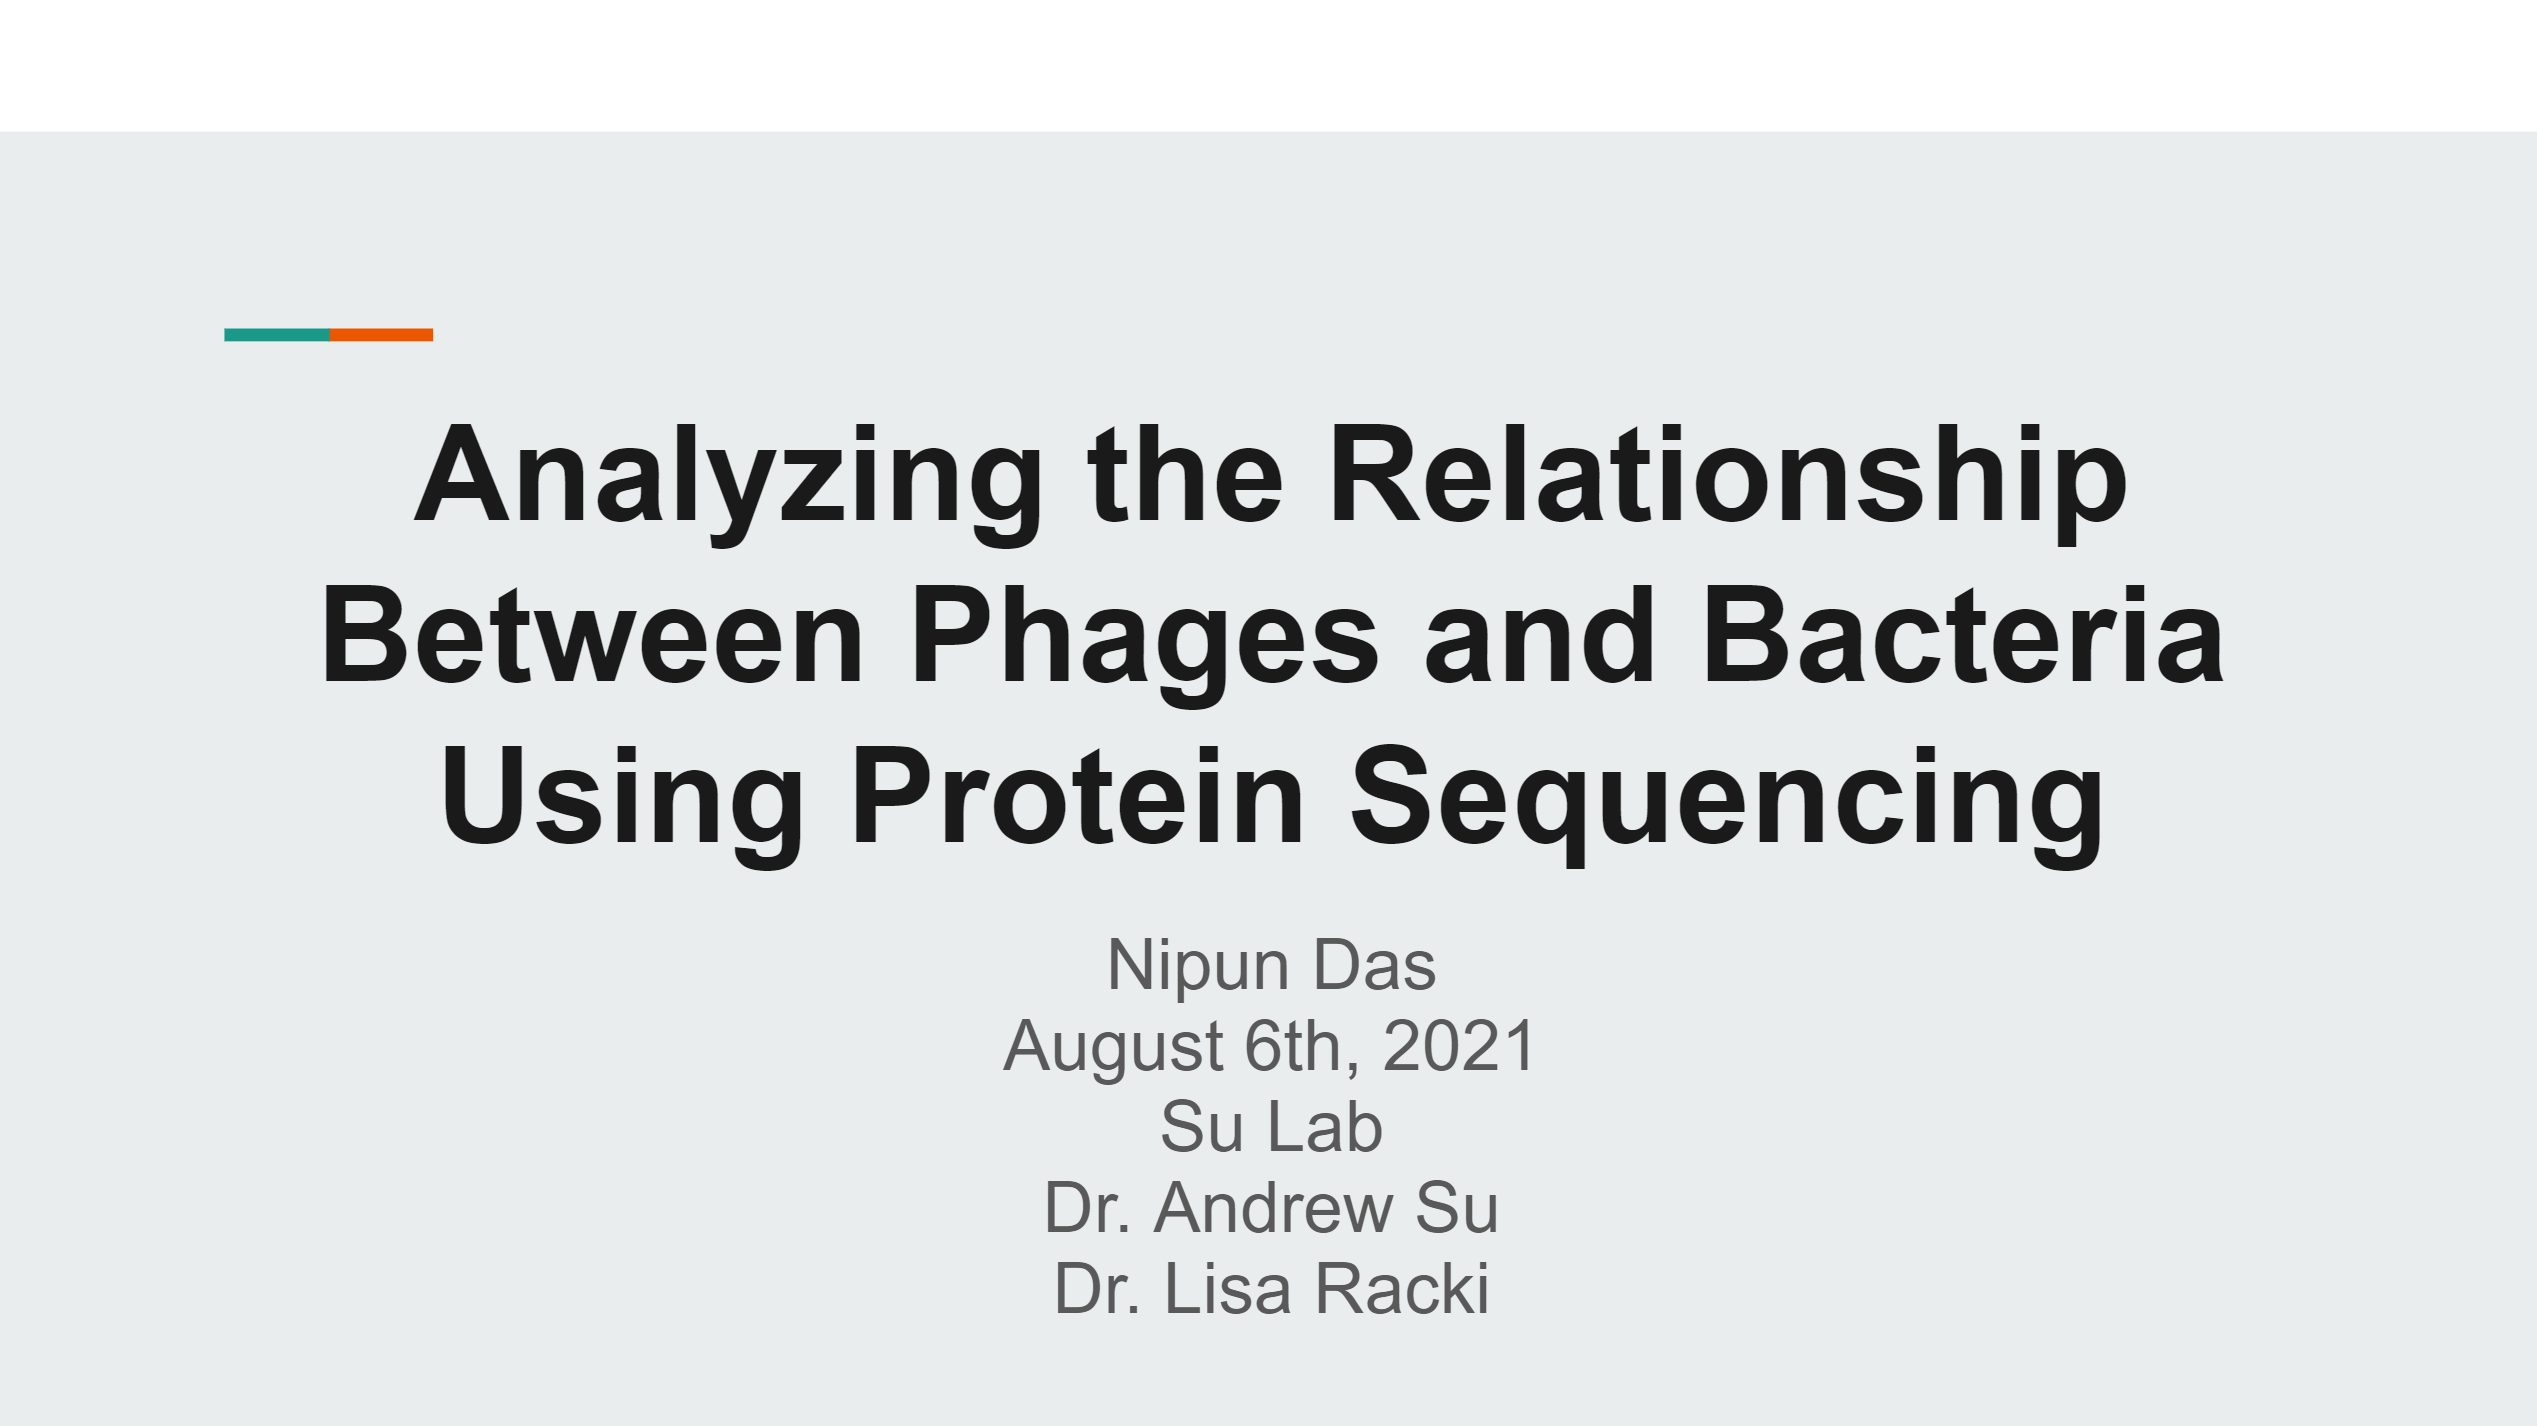 Analyzing the Relationship
Between Phages and Bacteria
Using Protein Sequencing
Nipun Das
August 6th, 2021
Su Lab
Dr. Andrew Su
Dr. Lisa Racki